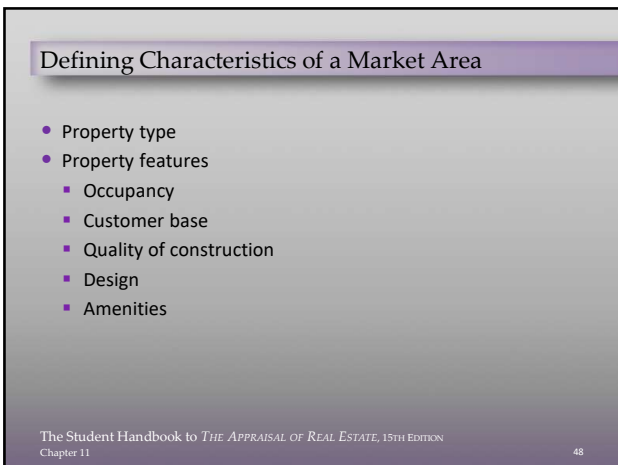 Defining Characteristics of a Market Area
• Property type
• Property features
▪ Occupancy
▪ Customer base
▪ Quality of construction
▪ Design
▪ Amenities
The Student Handbook to THE APPRAISAL OF REAL ESTATE, 15TH EDITION
Chapter 11
48